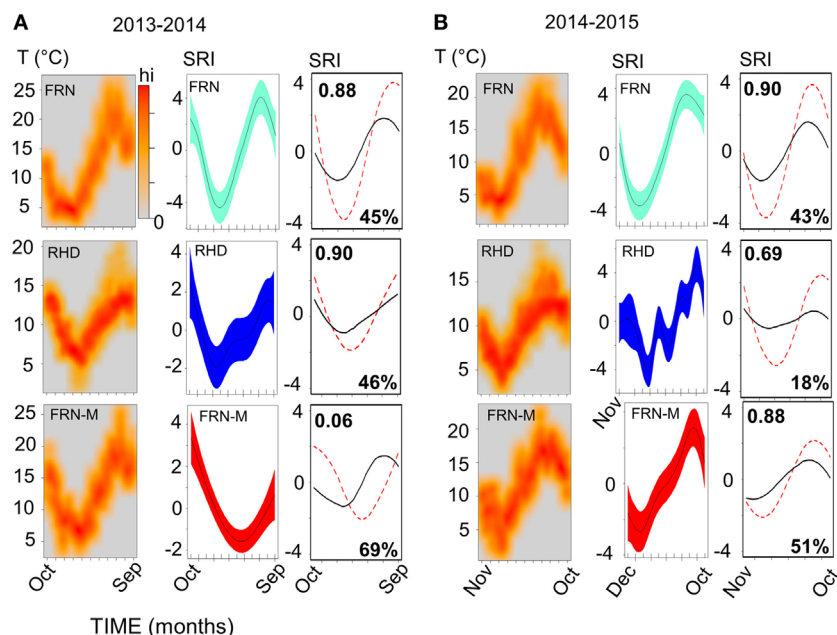 A
2013-2014
B
2014-2015
T (°C)
SRI
SRI
T (°C)
SRI
SRI
25
20
15
10
5
FRN
hi
0
4
0
-4
FRN
4
0
-4
0.88
45%
20
15
10
5
FRN
4
0
-4
FRN
4
0
-4
0.90
43%
20
15
10
5
RHD
4
2
0
-2
RHD
4
0
-4
0.90
46%
20
15
10
5
RHD
4
0
-4
RHD
Nov
4
0
-4
0.69
18%
25
20
15
10
5
FRN-M
4
2
0
-2
FRN-M
4
0
-4
0.06
69%
20
15
10
5
FRN-M
4
0
-4
FRN-M
4
0
-4
0.88
51%
Oct
Sep
Oct
Sep
Oct
Sep
Nov
Oct
Dec
Oct
Nov
Oct
TIME (months)